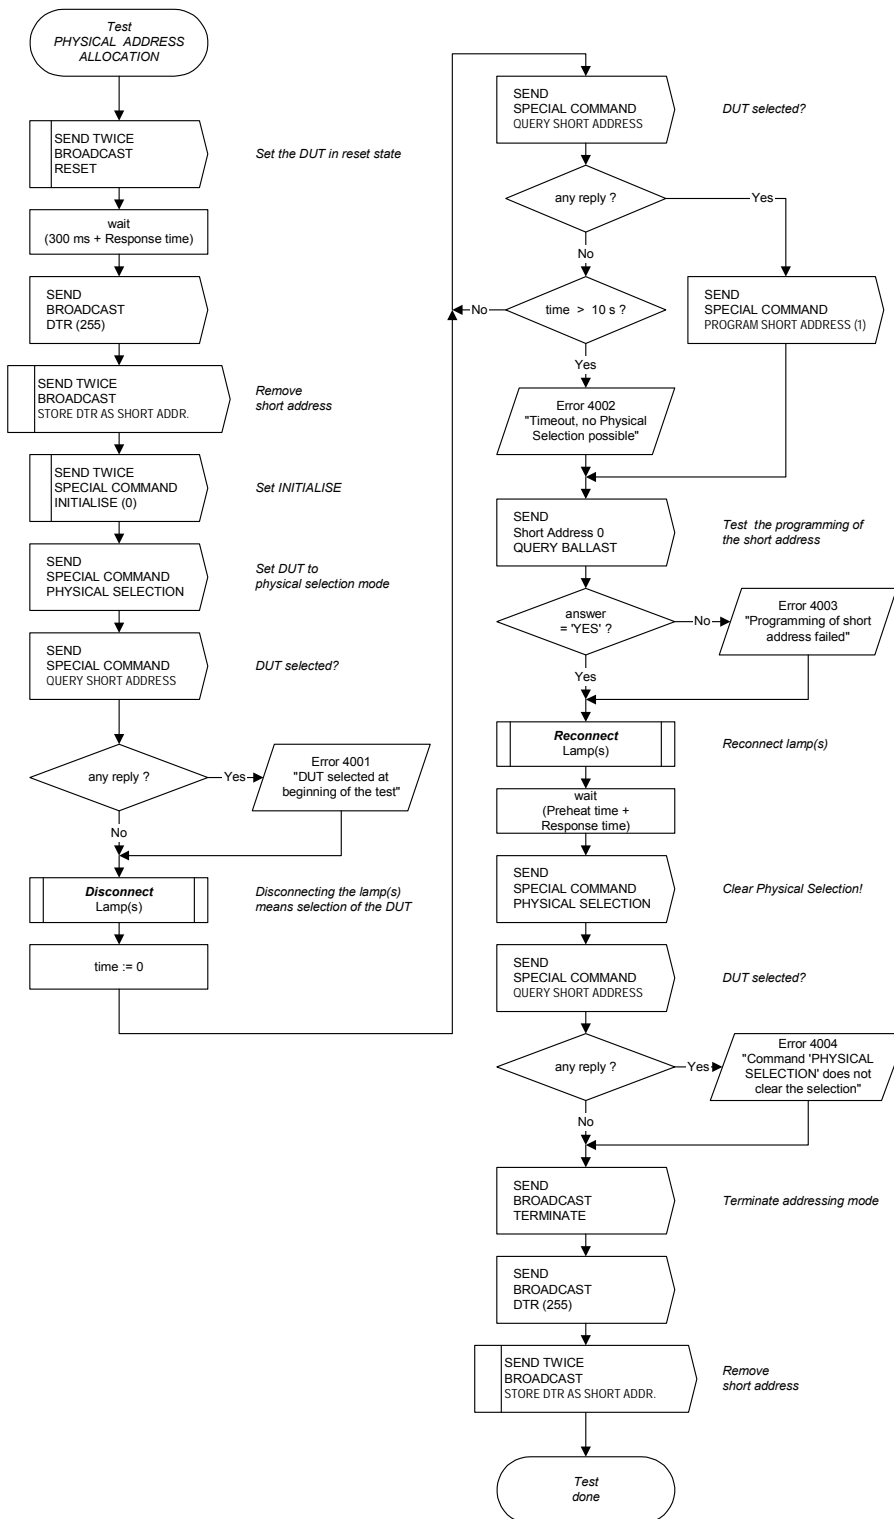 Test
PHYSICAL ADDRESS
ALLOCATION
SEND TWICE
BROADCAST
RESET
Set the DUT in reset state
wait
(300 ms + Response time)
SEND
BROADCAST
DTR (255)
SEND TWICE
BROADCAST
STORE DTR AS SHORT ADDR.
Remove
short address
SEND TWICE
SPECIAL COMMAND
INITIALISE (0)
Set INITIALISE
SEND
SPECIAL COMMAND
PHYSICAL SELECTION
Set DUT to
physical selection mode
SEND
SPECIAL COMMAND
QUERY SHORT ADDRESS
DUT selected?
any reply ?
Yes
Error 4001
"DUT selected at
beginning of the test"
No
Disconnect
Lamp(s)
Disconnecting the lamp(s)
means selection of the DUT
time := 0
SEND
SPECIAL COMMAND
QUERY SHORT ADDRESS
DUT selected?
any reply ?
Yes
No
time > 10 s ?
No
SEND
SPECIAL COMMAND
PROGRAM SHORT ADDRESS (1)
Yes
Error 4002
"Timeout, no Physical
Selection possible"
SEND
Short Address 0
QUERY BALLAST
Test the programming of
the short address
answer
= 'YES' ?
No
Error 4003
"Programming of short
address failed"
Yes
Reconnect
Lamp(s)
Reconnect lamp(s)
wait
(Preheat time +
Response time)
SEND
SPECIAL COMMAND
PHYSICAL SELECTION
Clear Physical Selection!
SEND
SPECIAL COMMAND
QUERY SHORT ADDRESS
DUT selected?
any reply ?
Yes
Error 4004
"Command 'PHYSICAL
SELECTION' does not
clear the selection"
No
SEND
BROADCAST
TERMINATE
Terminate addressing mode
SEND
BROADCAST
DTR (255)
SEND TWICE
BROADCAST
STORE DTR AS SHORT ADDR.
Remove
short address
Test
done